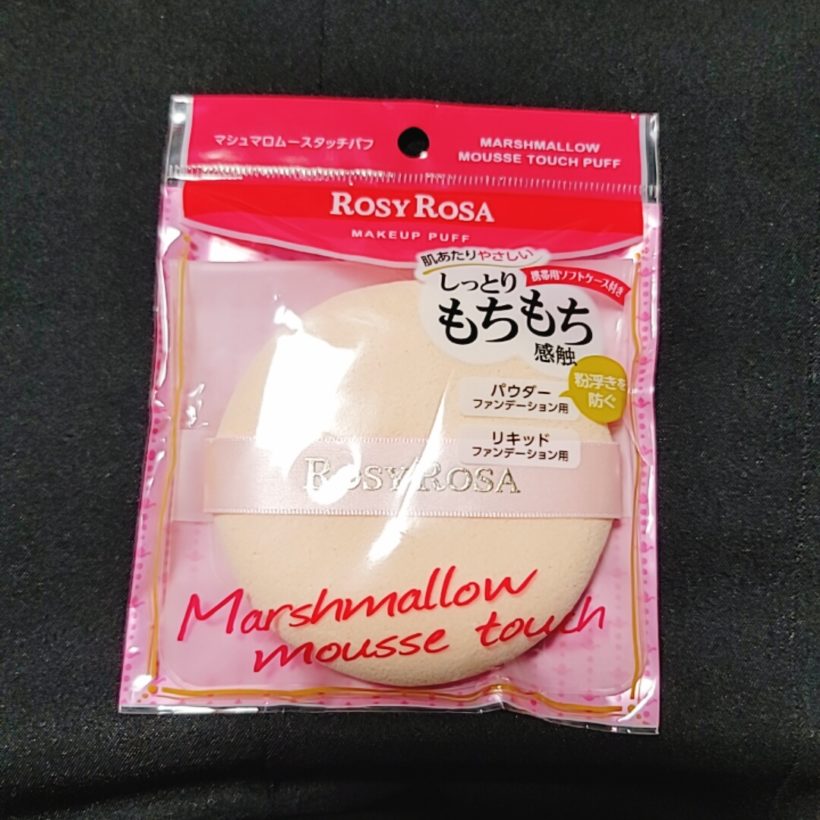 マシュマロムースタッチパフ
MARSHMALLOW
MOUSSE TOUCH PUFF
ROSY ROSA
MAKEUP PUFF
肌あたりやさしい
携帯用ソフトケース付き
しっとり
もちもち
感触
粉浮きを
防ぐ
パウダー
ファンデーション用
リキッド
ファンデーション用
ROSY ROSA
Marshmallow
mousse touch